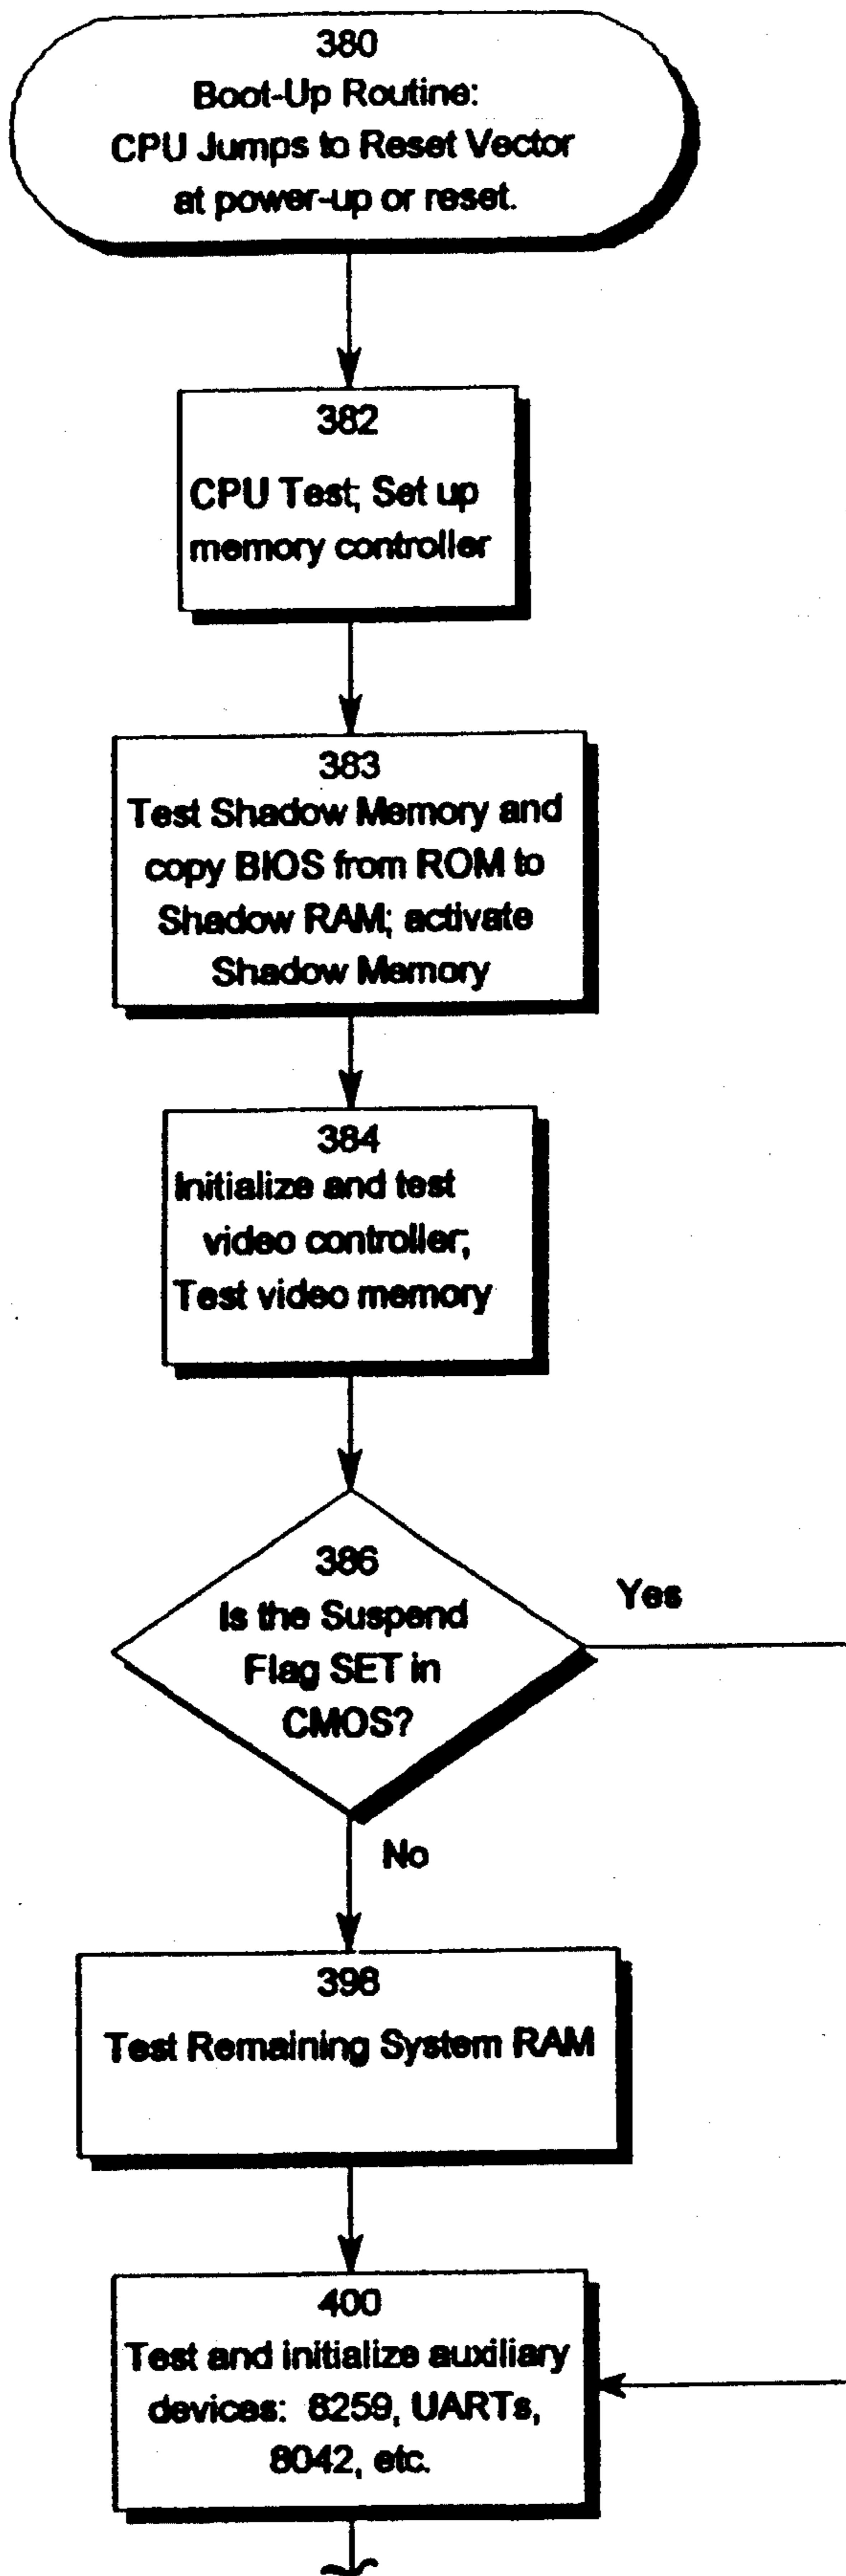 380
Boot-Up Routine:
CPU Jumps to Reset Vector
at power-up or reset.
382
CPU Test; Set up
memory controller
383
Test Shadow Memory and
copy BIOS from ROM to
Shadow RAM; activate
Shadow Memory
384
Initialize and test
video controller;
Test video memory
386
Is the Suspend
Flag SET in
CMOS?
Yes
No
398
Test Remaining System RAM
400
Test and initialize auxiliary
devices: 8259, UARTs,
8042, etc.